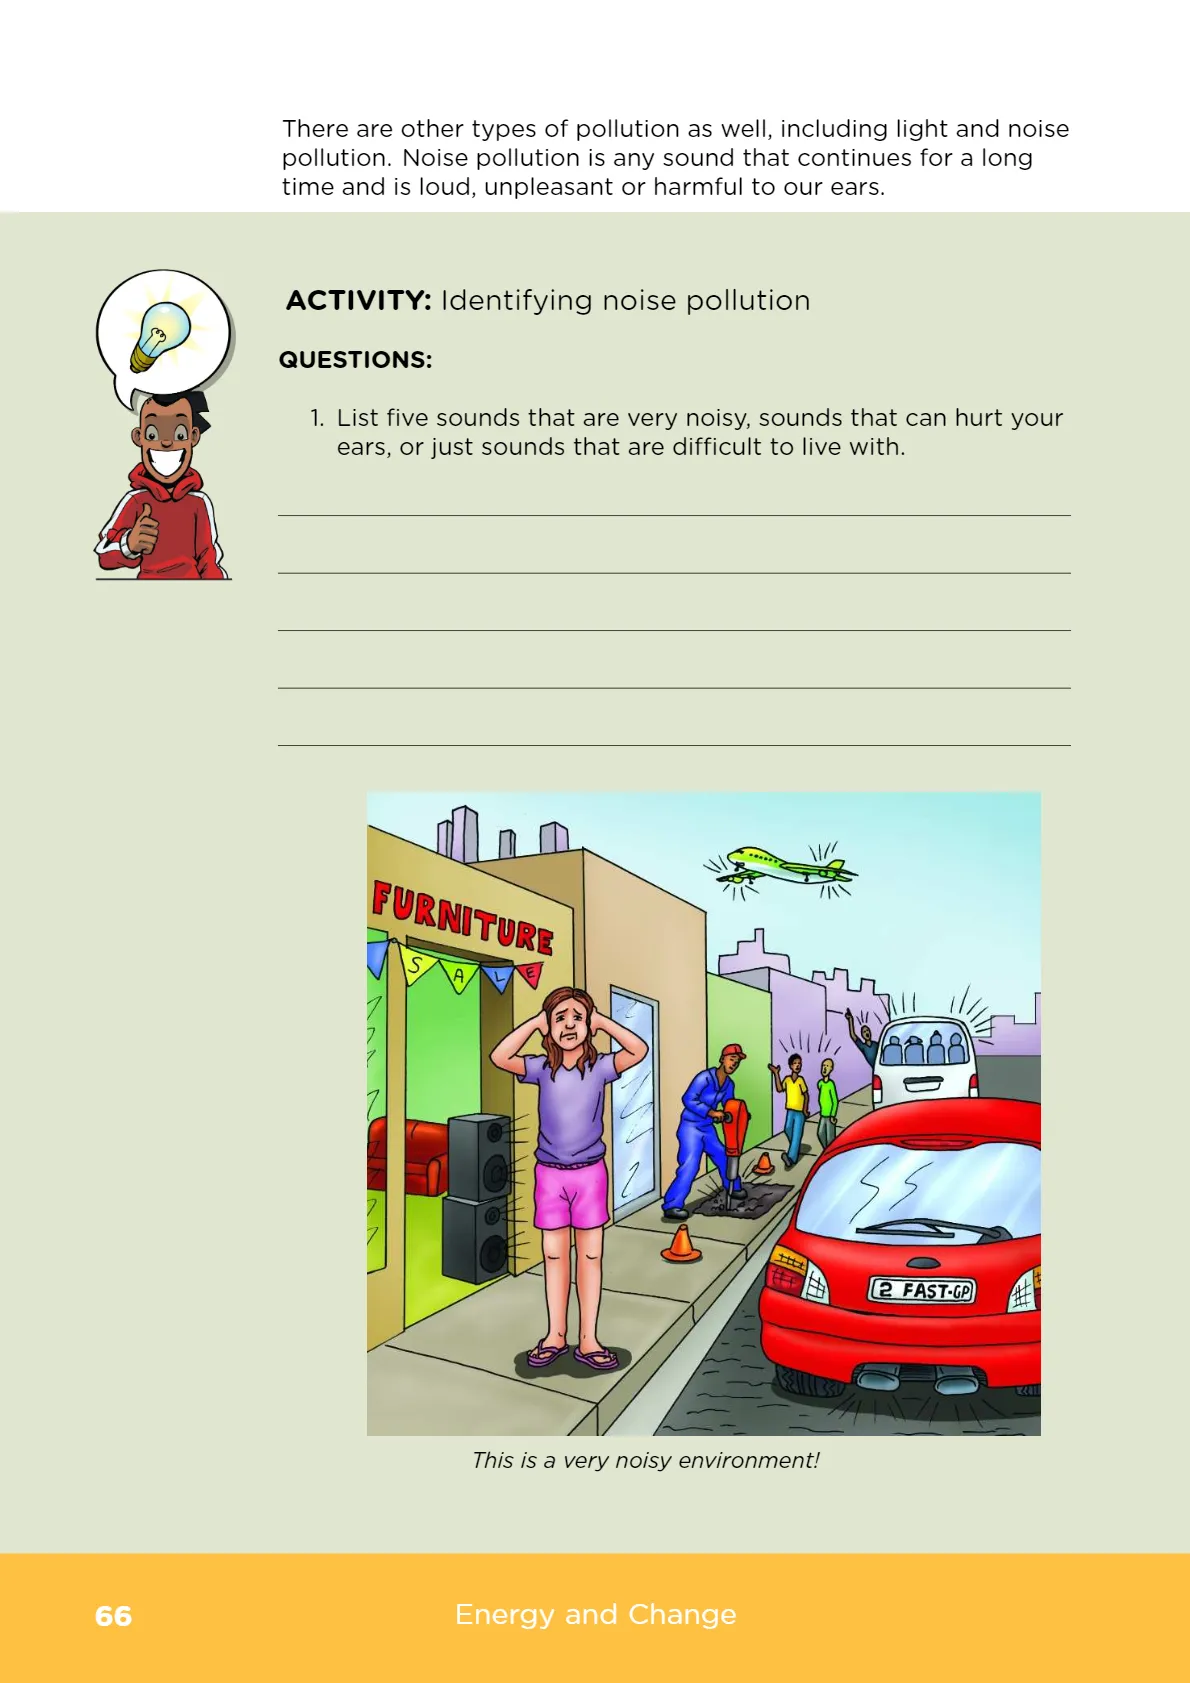 There are other types of pollution as well, including light and noise
pollution. Noise pollution is any sound that continues for a long
time and is loud, unpleasant or harmful to our ears.
ACTIVITY: Identifying noise pollution
QUESTIONS:
1. List five sounds that are very noisy, sounds that can hurt your
ears, or just sounds that are difficult to live with.
FURNITURE
SALE
2 FAST-GP
This is a very noisy environment!
66
Energy and Change